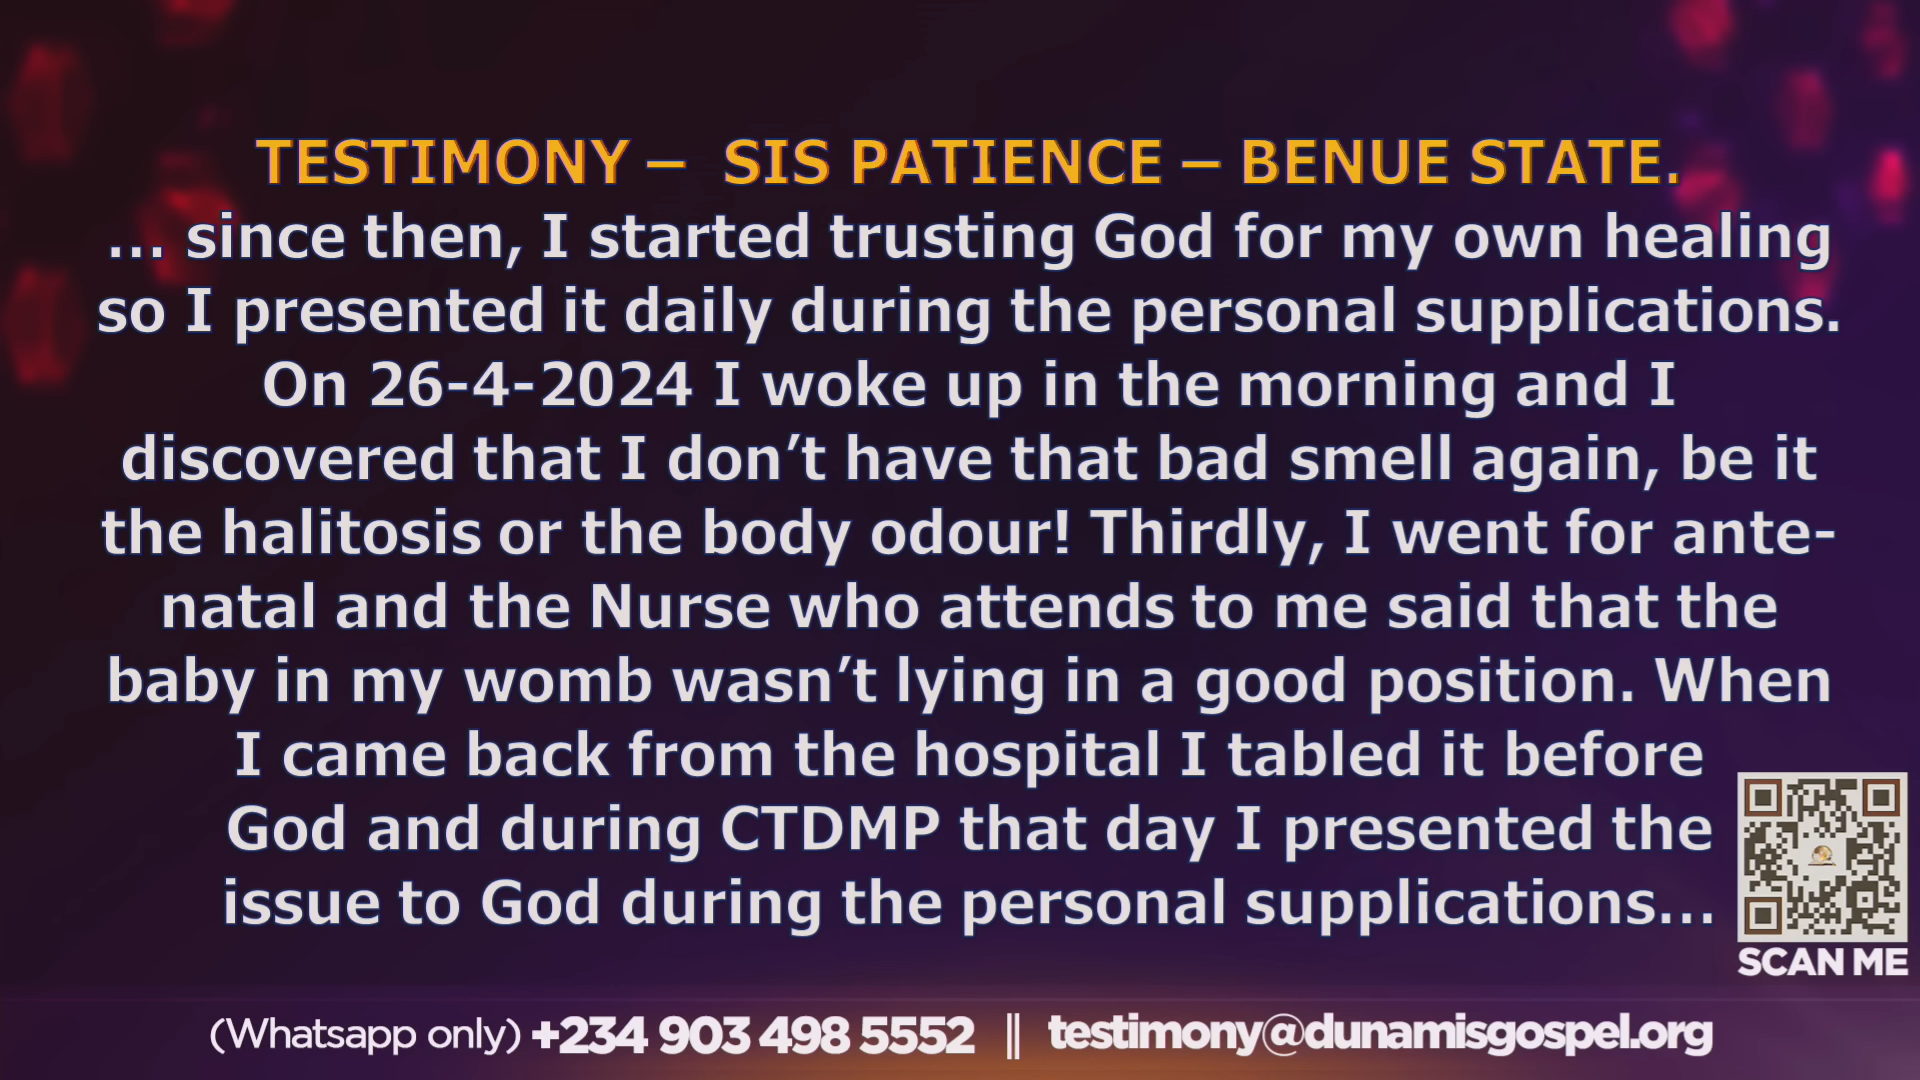 TESTIMONY – SIS PATIENCE – BENUE STATE.
... since then, I started trusting God for my own healing
so I presented it daily during the personal supplications.
On 26-4-2024 I woke up in the morning and I
discovered that I don’t have that bad smell again, be it
the halitosis or the body odour! Thirdly, I went for ante-
natal and the Nurse who attends to me said that the
baby in my womb wasn’t lying in a good position. When
I came back from the hospital I tabled it before
God and during CTDMP that day I presented the
issue to God during the personal supplications...
SCAN ME
(Whatsapp only) +234 903 498 5552 || testimony@dunamisgospel.org